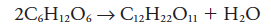 2C₆H₁₂O₆ → C₁₂H₂₂O₁₁ + H₂O